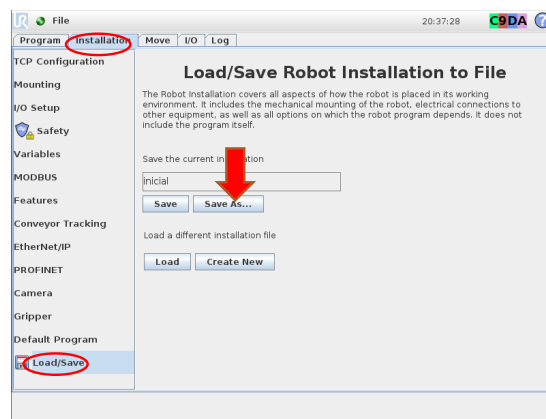 File
20:37:28
C9DA
?
Program
Installation
Move
I/O
Log
TCP Configuration
Mounting
I/O Setup
Safety
Variables
MODBUS
Features
Conveyor Tracking
EtherNet/IP
PROFINET
Camera
Gripper
Default Program
Load/Save
Load/Save Robot Installation to File
The Robot Installation covers all aspects of how the robot is placed in its working
environment. It includes the mechanical mounting of the robot, electrical connections to
other equipment, as well as all options on which the robot program depends. It does not
include the program itself.
Save the current installation
inicial
Save
Save As...
Load a different installation file
Load
Create New